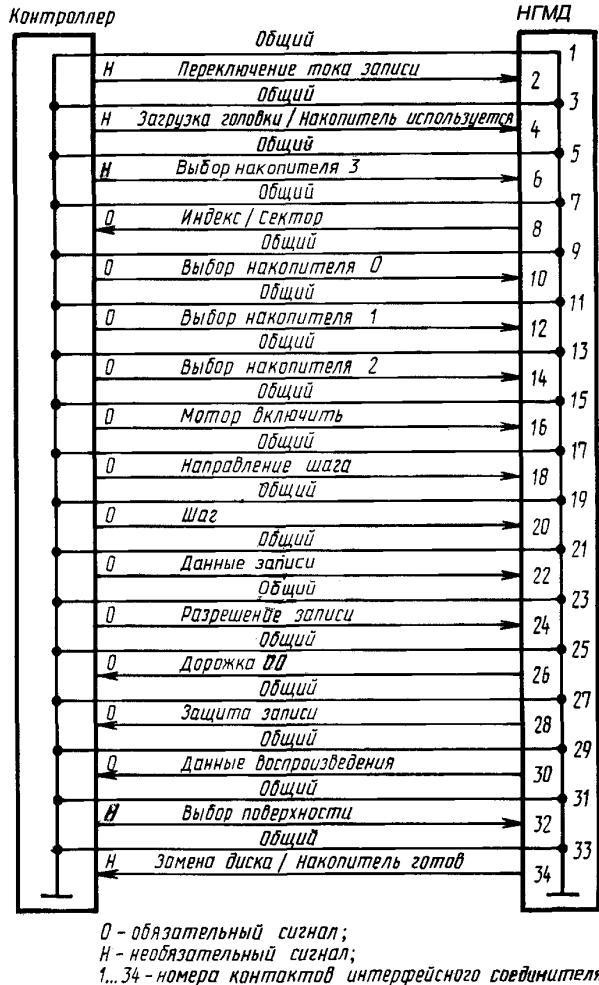 Контроллер НГМД
Общий 1
Н Переключение тока записи 2
Общий 3
Н Загрузка головки / Накопитель используется 4
Общий 5
Н Выбор накопителя 3 6
Общий 7
О Индекс / Сектор 8
Общий 9
О Выбор накопителя 0 10
Общий 11
О Выбор накопителя 1 12
Общий 13
О Выбор накопителя 2 14
Общий 15
О Мотор включить 16
Общий 17
О Направление шага 18
Общий 19
О Шаг 20
Общий 21
О Данные записи 22
Общий 23
О Разрешение записи 24
Общий 25
О Дорожка 00 26
Общий 27
О Защита записи 28
Общий 29
О Данные воспроизведения 30
Общий 31
Н Выбор поверхности 32
Общий 33
Н Замена диска / Накопитель готов 34
О – обязательный сигнал;
Н – необязательный сигнал;
1...34 – номера контактов интерфейсного соединителя